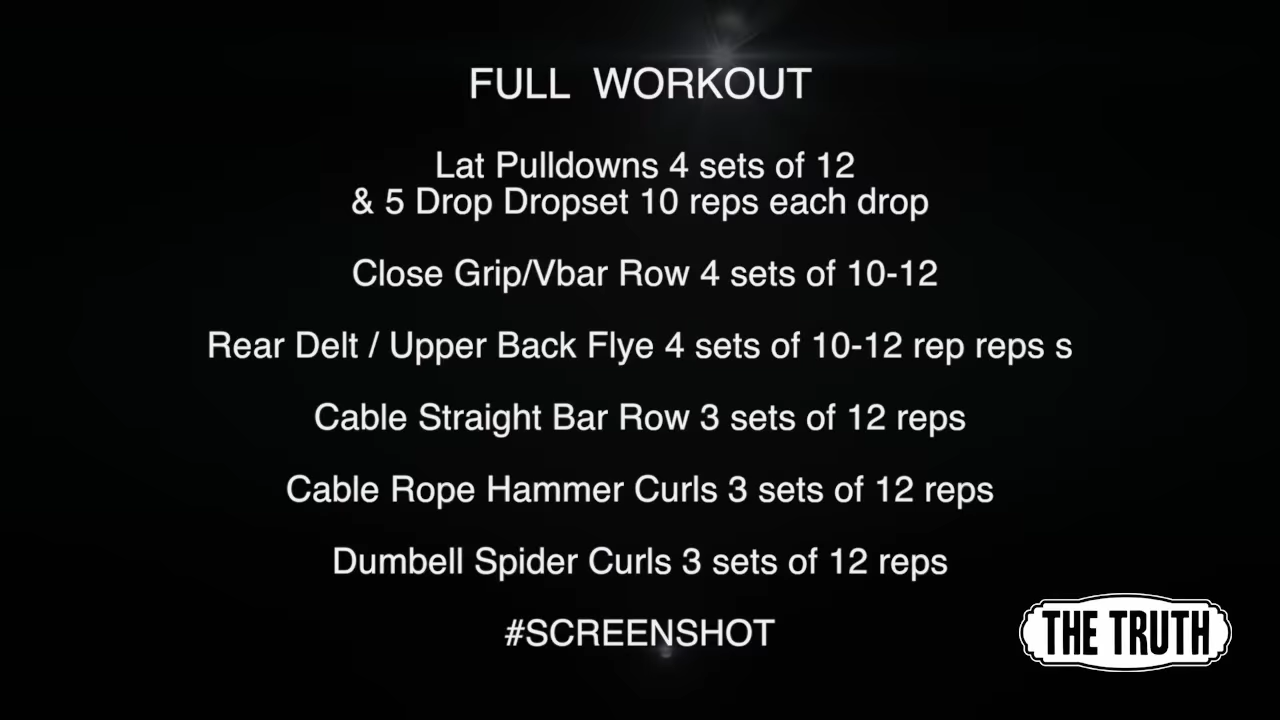 FULL WORKOUT
Lat Pulldowns 4 sets of 12
& 5 Drop Dropset 10 reps each drop
Close Grip/Vbar Row 4 sets of 10-12
Rear Delt / Upper Back Flye 4 sets of 10-12 rep reps s
Cable Straight Bar Row 3 sets of 12 reps
Cable Rope Hammer Curls 3 sets of 12 reps
Dumbell Spider Curls 3 sets of 12 reps
#SCREENSHOT
THE TRUTH